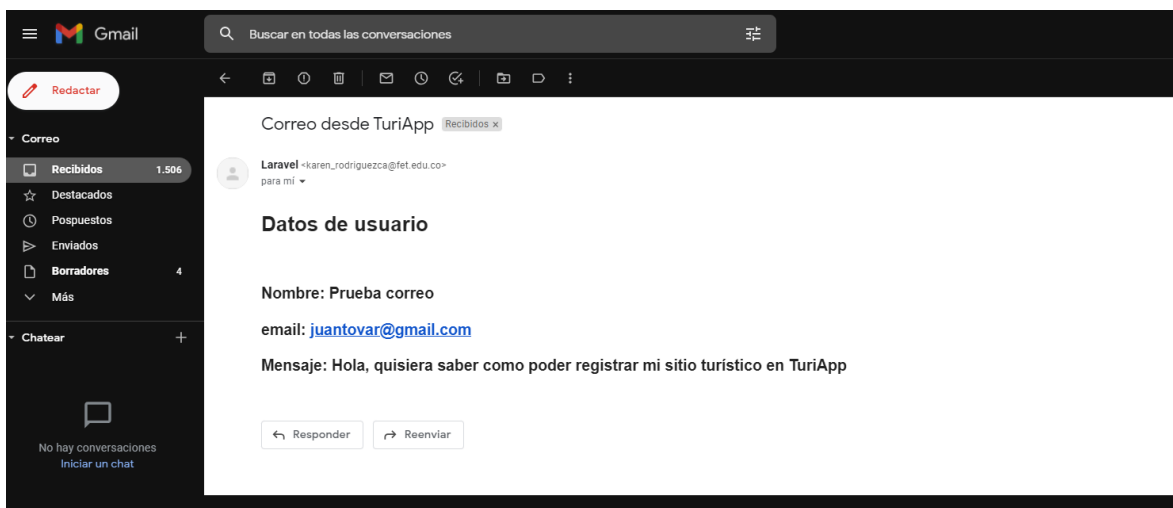 Gmail
Buscar en todas las conversaciones
Redactar
Correo
Recibidos 1.506
Destacados
Pospuestos
Enviados
Borradores 4
Más
Chatear
No hay conversaciones
Iniciar un chat
Correo desde TuriApp Recibidos x
Laravel <karen_rodriguezca@fet.edu.co>
para mí
Datos de usuario
Nombre: Prueba correo
email: juantovar@gmail.com
Mensaje: Hola, quisiera saber como poder registrar mi sitio turístico en TuriApp
Responder Reenviar